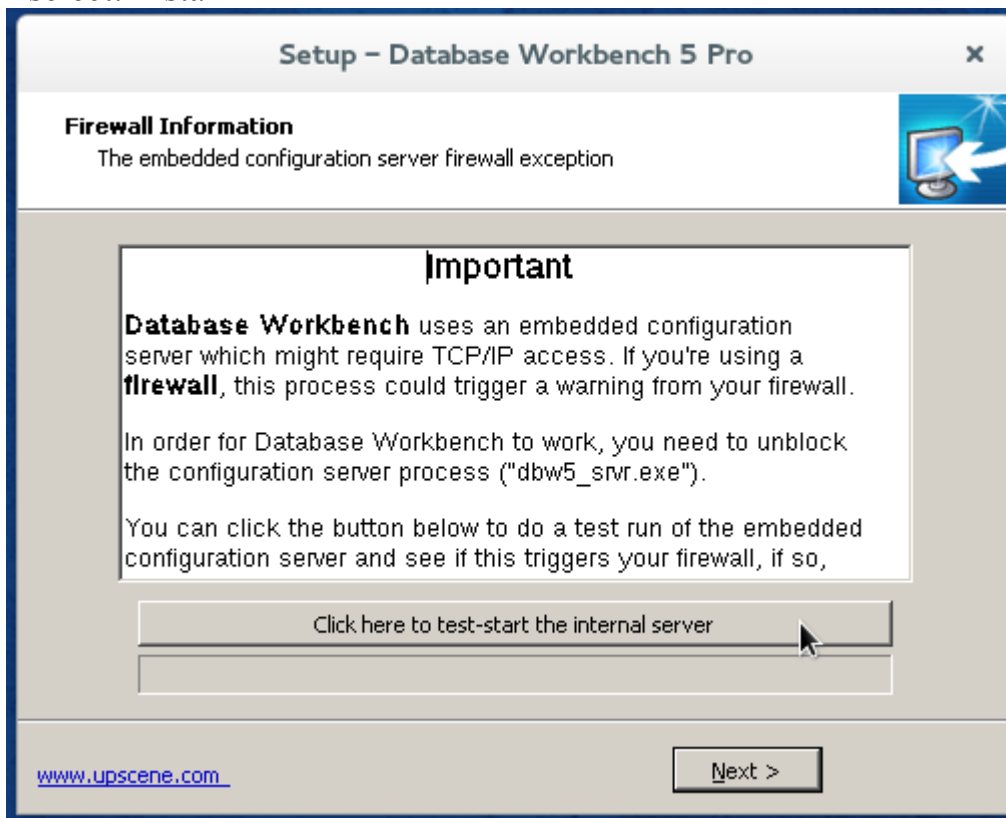 Setup – Database Workbench 5 Pro
Firewall Information
The embedded configuration server firewall exception
Important
Database Workbench uses an embedded configuration
server which might require TCP/IP access. If you're using a
firewall, this process could trigger a warning from your firewall.
In order for Database Workbench to work, you need to unblock
the configuration server process ("dbw5_srvr.exe").
You can click the button below to do a test run of the embedded
configuration server and see if this triggers your firewall, if so,
Click here to test-start the internal server
www.upscene.com
Next >